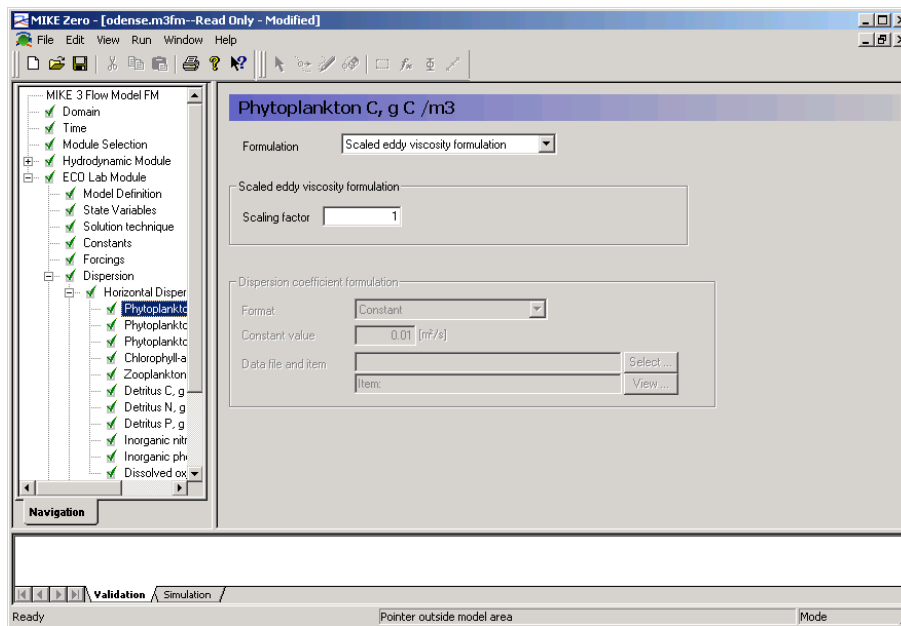 MIKE Zero - [odense.m3fm--Read Only - Modified]
File Edit View Run Window Help
MIKE 3 Flow Model FM
Domain
Time
Module Selection
Hydrodynamic Module
ECO Lab Module
Model Definition
State Variables
Solution technique
Constants
Forcings
Dispersion
Horizontal Disper
Phytoplankto
Phytoplankto
Phytoplankto
Chlorophyll-a
Zooplankton
Detritus C, g
Detritus N, g
Detritus P, g
Inorganic nitr
Inorganic pho
Dissolved ox
Navigation
Phytoplankton C, g C /m3
Formulation Scaled eddy viscosity formulation
Scaled eddy viscosity formulation
Scaling factor 1
Dispersion coefficient formulation
Format Constant
Constant value 0.01 [m²/s]
Data file and item Select ...
Item: View ...
Validation Simulation
Ready Pointer outside model area Mode